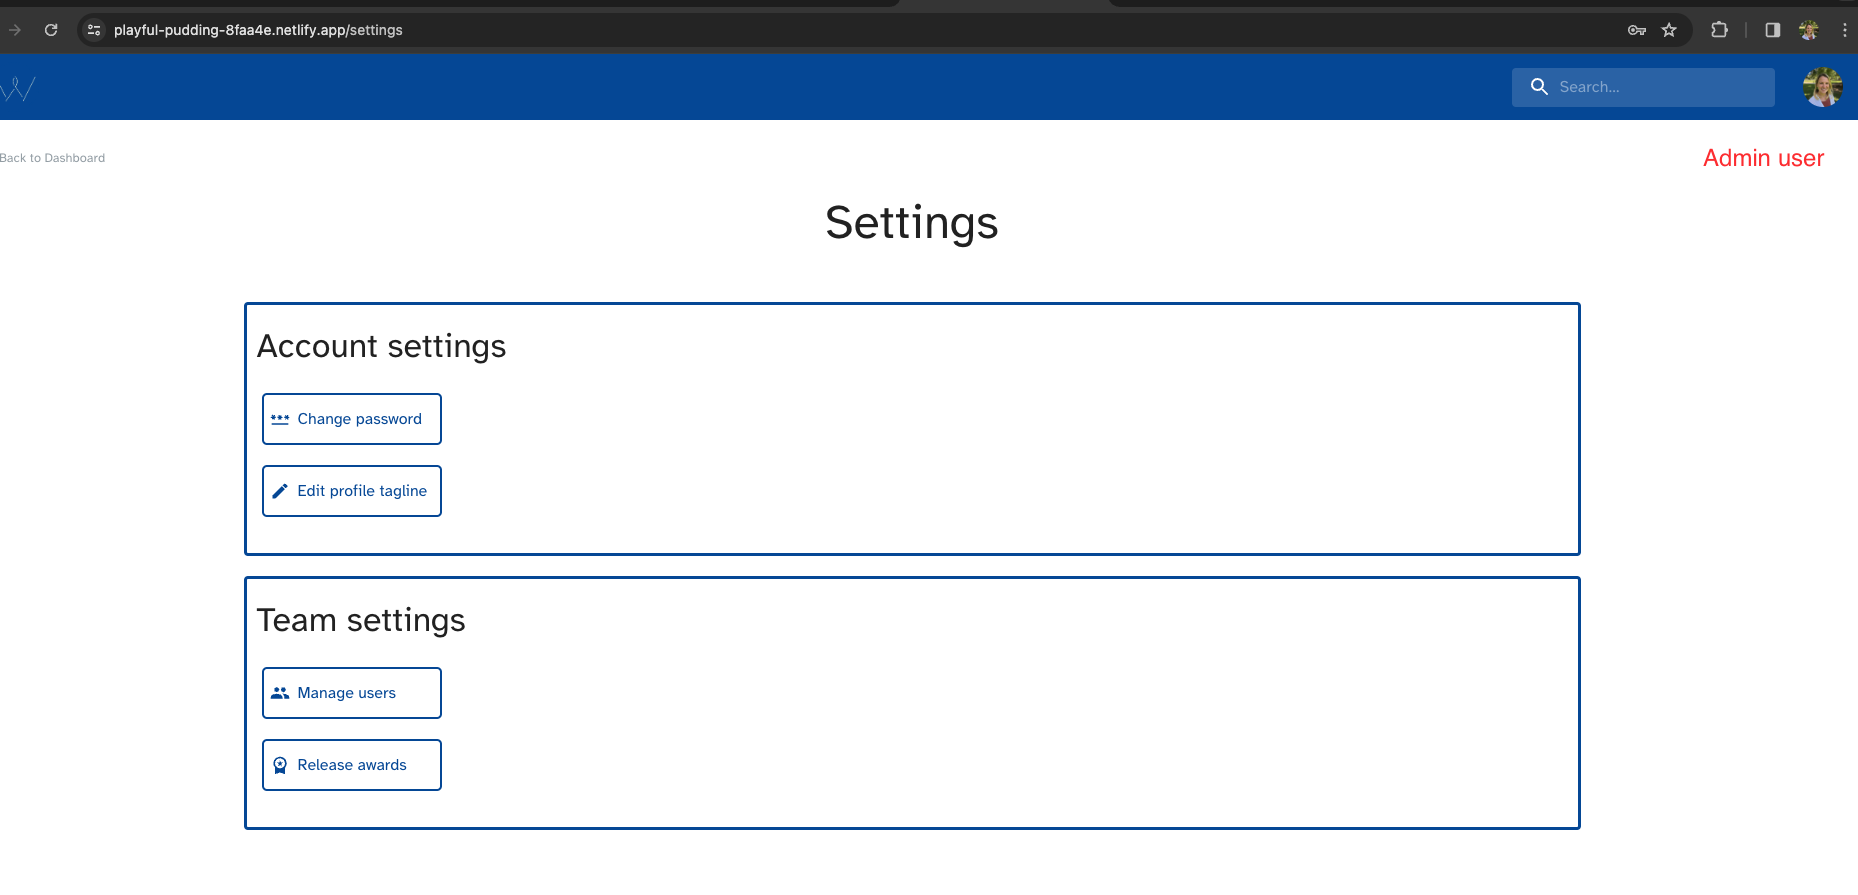 playful-pudding-8faa4e.netlify.app/settings
Search...
Back to Dashboard
Admin user
Settings
Account settings
Change password
Edit profile tagline
Team settings
Manage users
Release awards